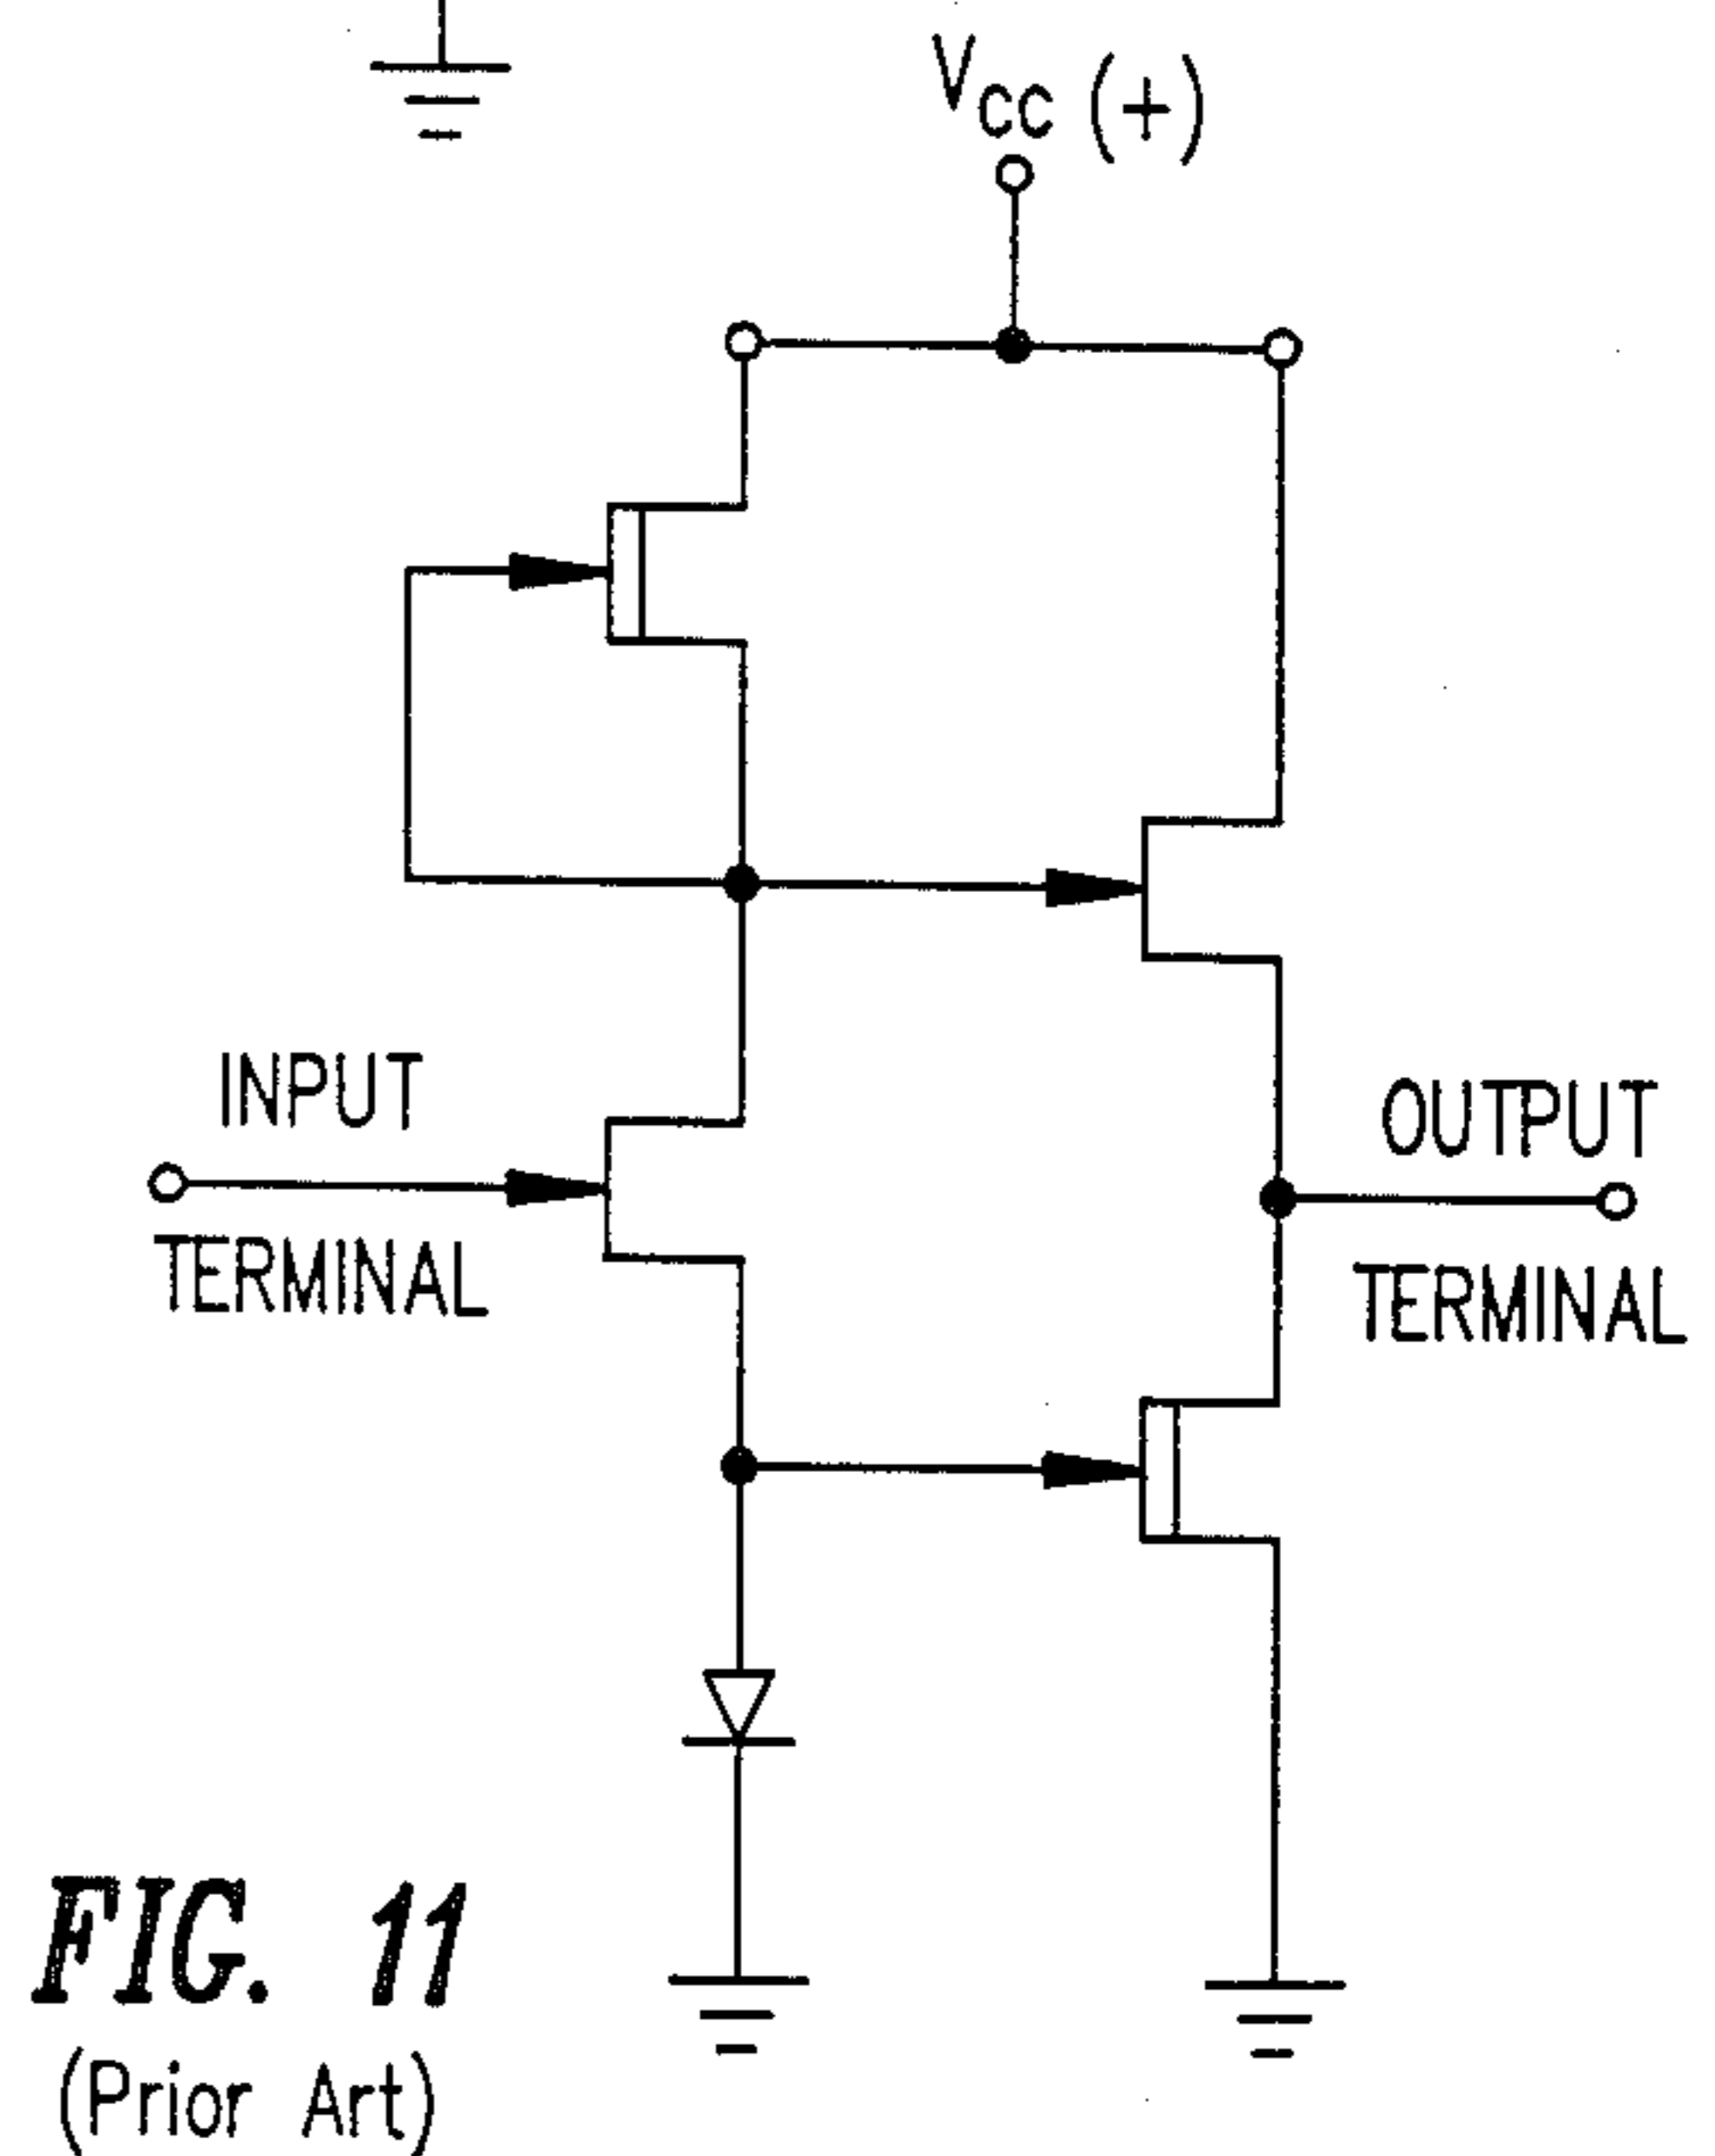 VCC (+)
INPUT
TERMINAL
OUTPUT
TERMINAL
FIG. 11
(Prior Art)